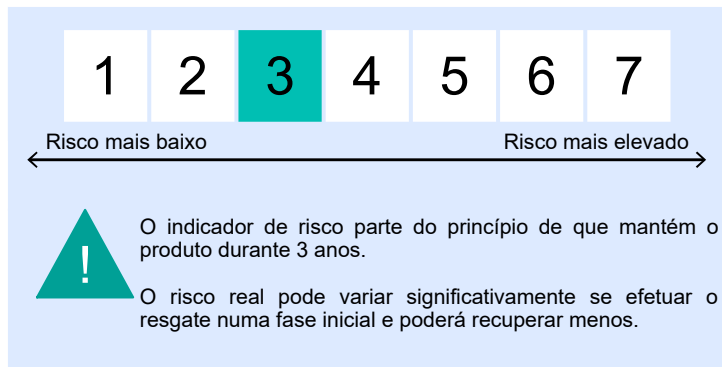 1 2 3 4 5 6 7
Risco mais baixo Risco mais elevado
!
O indicador de risco parte do princípio de que mantém o
produto durante 3 anos.
O risco real pode variar significativamente se efetuar o
resgate numa fase inicial e poderá recuperar menos.